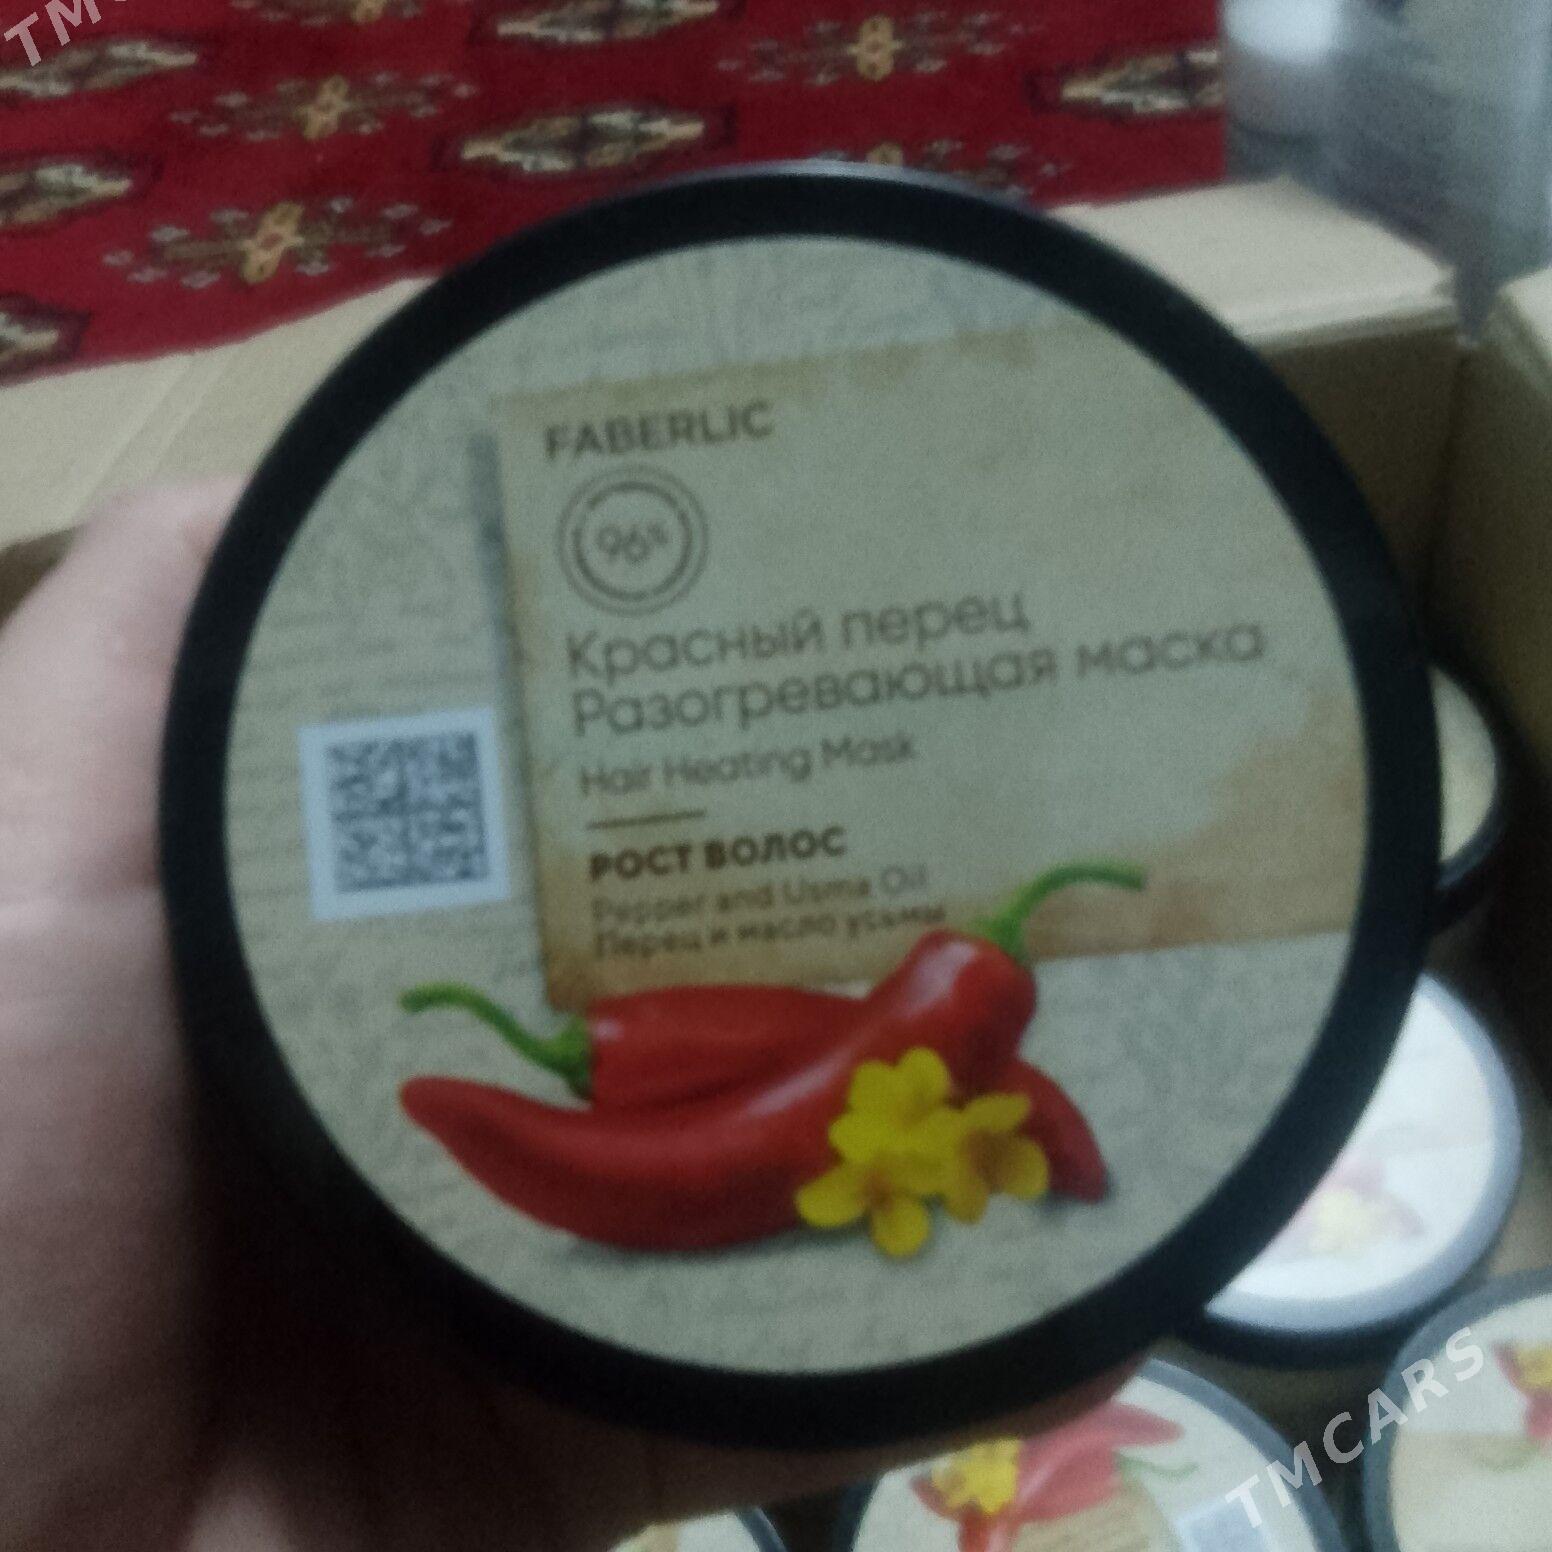 FABERLIC
96%
Красный перец
Разогревающая маска
Hair Heating Mask
РОСТ ВОЛОС
Pepper and Usma Oil
Перец и масло усьмы
TMCARS